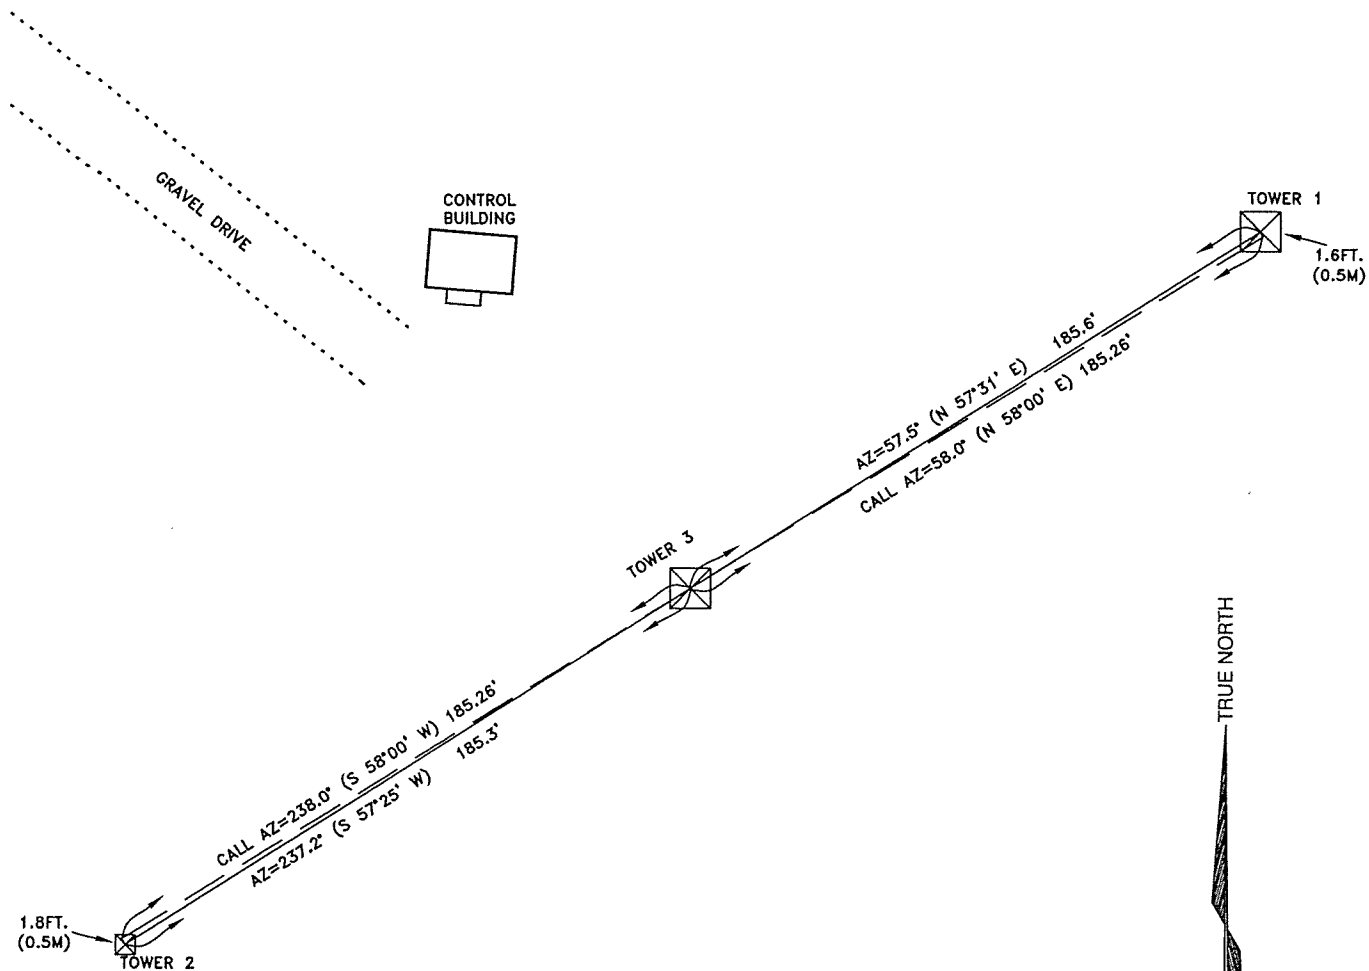 GRAVEL DRIVE
CONTROL
BUILDING
TOWER 1
1.6FT.
(0.5M)
AZ=57.5° (N 57°31' E) 185.6'
CALL AZ=58.0° (N 58°00' E) 185.26'
TOWER 3
TRUE NORTH
CALL AZ=238.0° (S 58°00' W) 185.26'
AZ=237.2° (S 57°25' W) 185.3'
1.8FT.
(0.5M)
TOWER 2